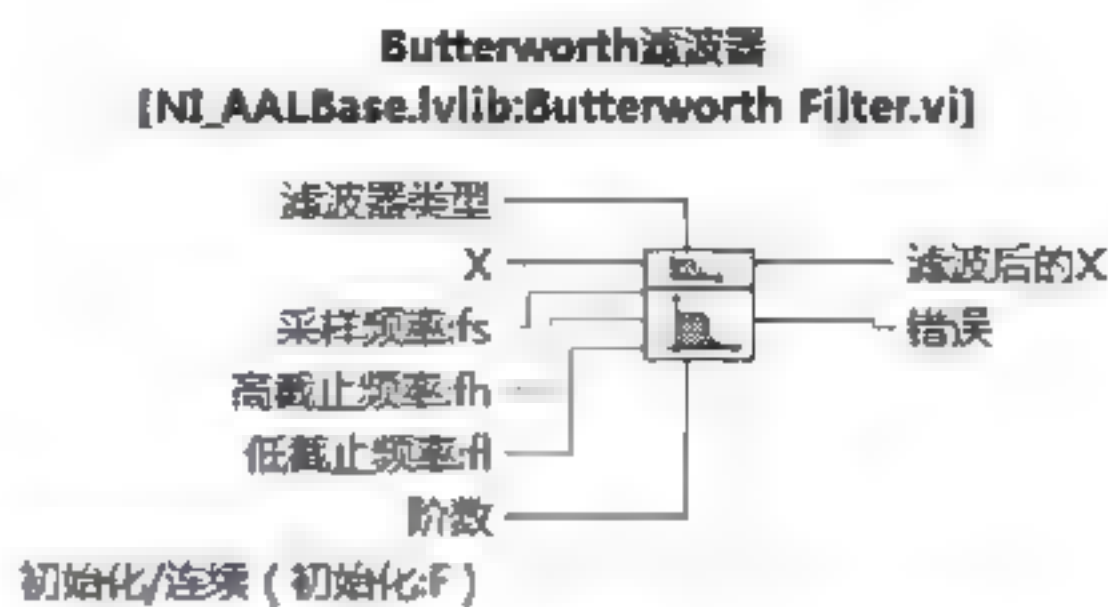 Butterworth滤波器
[NI_AALBase.lvlib:Butterworth Filter.vi]
滤波器类型
X
滤波后的X
采样频率:fs
错误
高截止频率:fh
低截止频率:fl
阶数
初始化/连续(初始化:F)